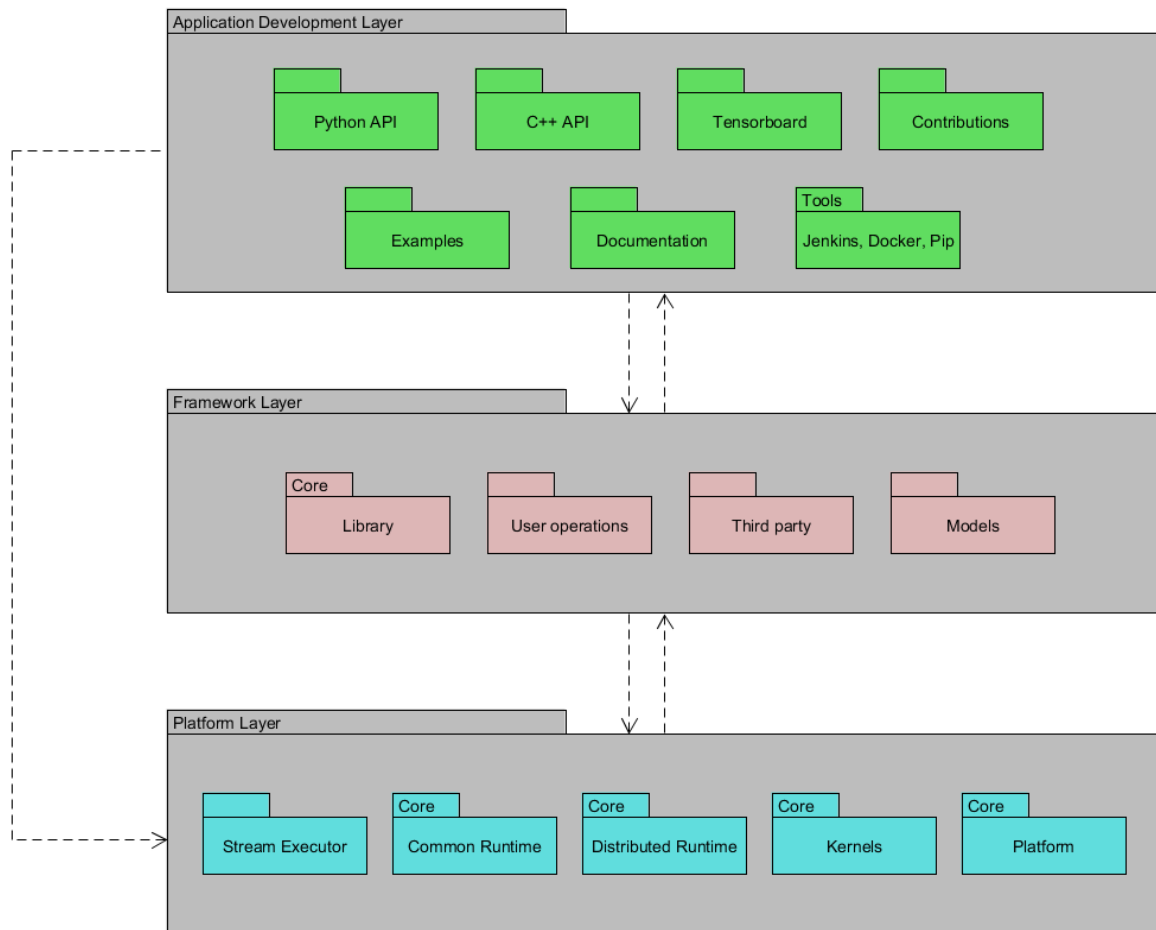 Application Development Layer
Python API
C++ API
Tensorboard
Contributions
Examples
Documentation
Tools
Jenkins, Docker, Pip
Framework Layer
Core
Library
User operations
Third party
Models
Platform Layer
Stream Executor
Core
Common Runtime
Core
Distributed Runtime
Core
Kernels
Core
Platform